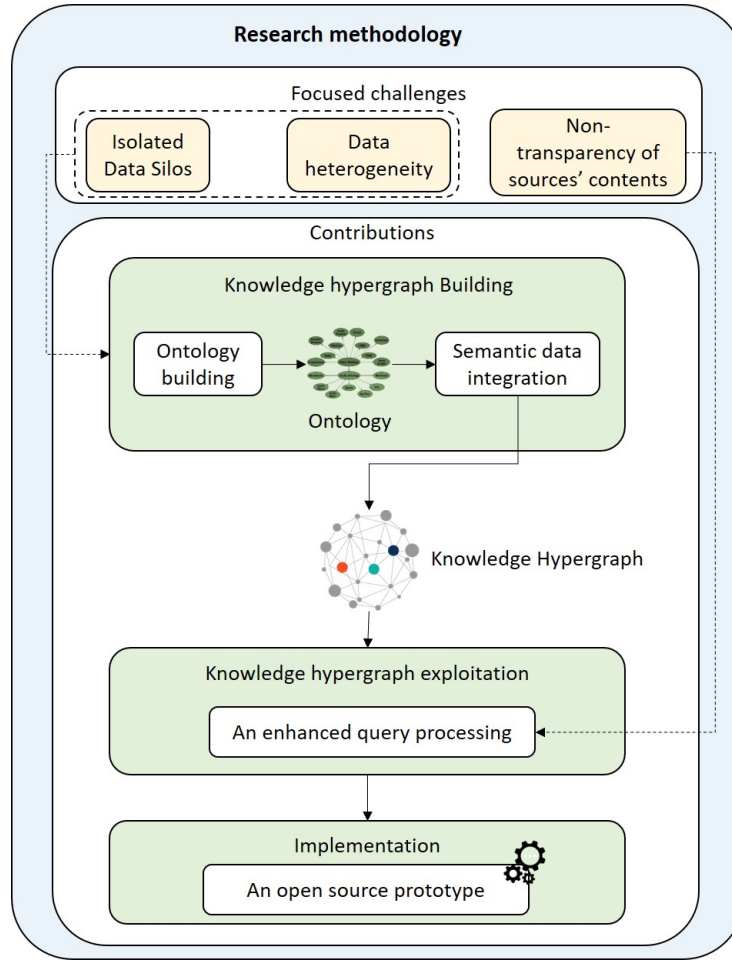 Research methodology
Focused challenges
Isolated
Data Silos
Data
heterogeneity
Non-
transparency of
sources' contents
Contributions
Knowledge hypergraph Building
Ontology
building
Semantic data
integration
Ontology
Knowledge Hypergraph
Knowledge hypergraph exploitation
An enhanced query processing
Implementation
An open source prototype